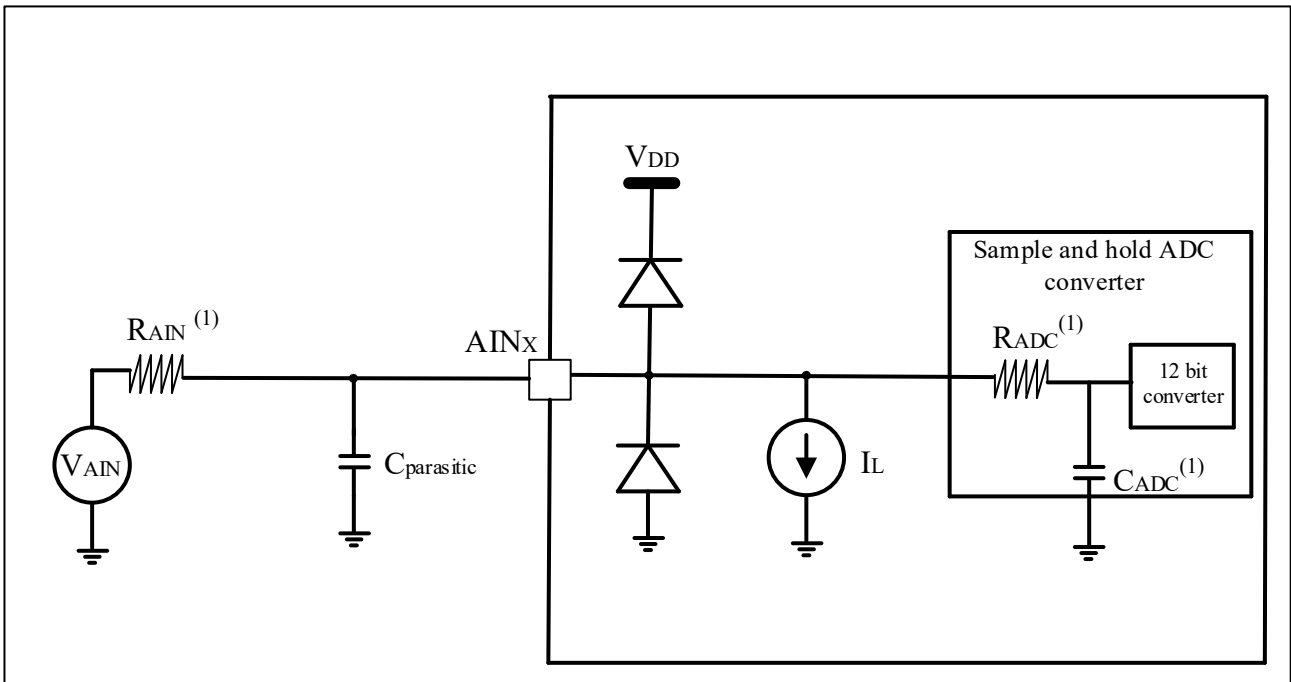 VDD
Sample and hold ADC
converter
RAIN (1)
AINX
RADC(1)
12 bit
converter
VAIN
Cparasitic
IL
CADC(1)